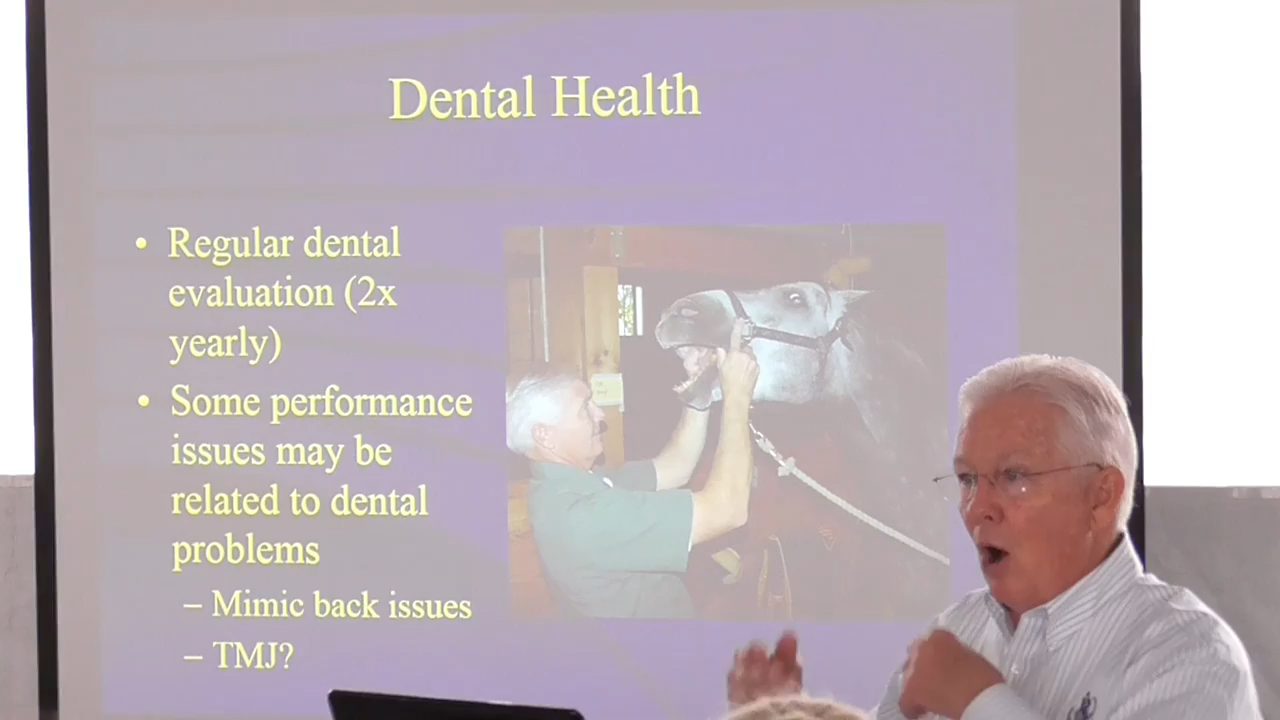 Dental Health
• Regular dental
evaluation (2x
yearly)
• Some performance
issues may be
related to dental
problems
– Mimic back issues
– TMJ?